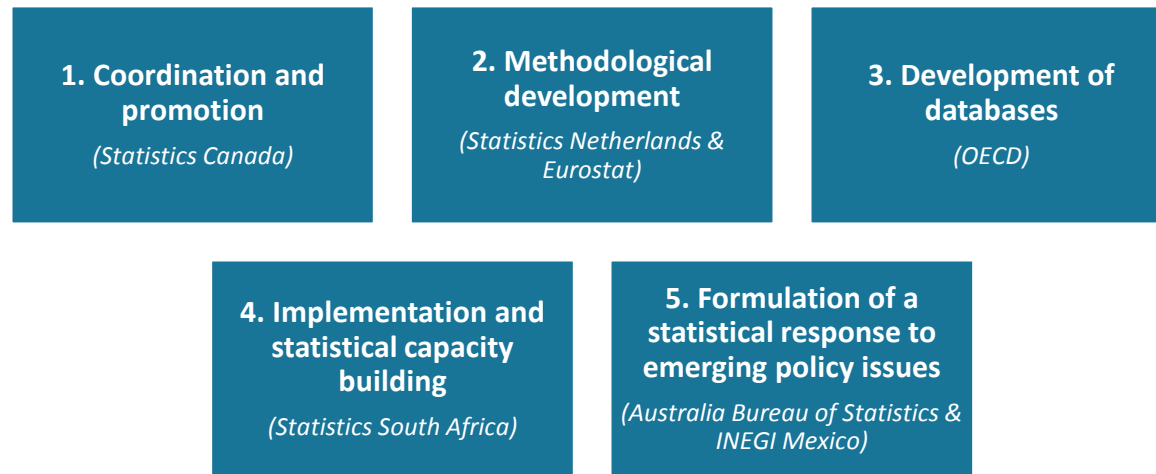 1. Coordination and
promotion
(Statistics Canada)
2. Methodological
development
(Statistics Netherlands &
Eurostat)
3. Development of
databases
(OECD)
4. Implementation and
statistical capacity
building
(Statistics South Africa)
5. Formulation of a
statistical response to
emerging policy issues
(Australia Bureau of Statistics &
INEGI Mexico)